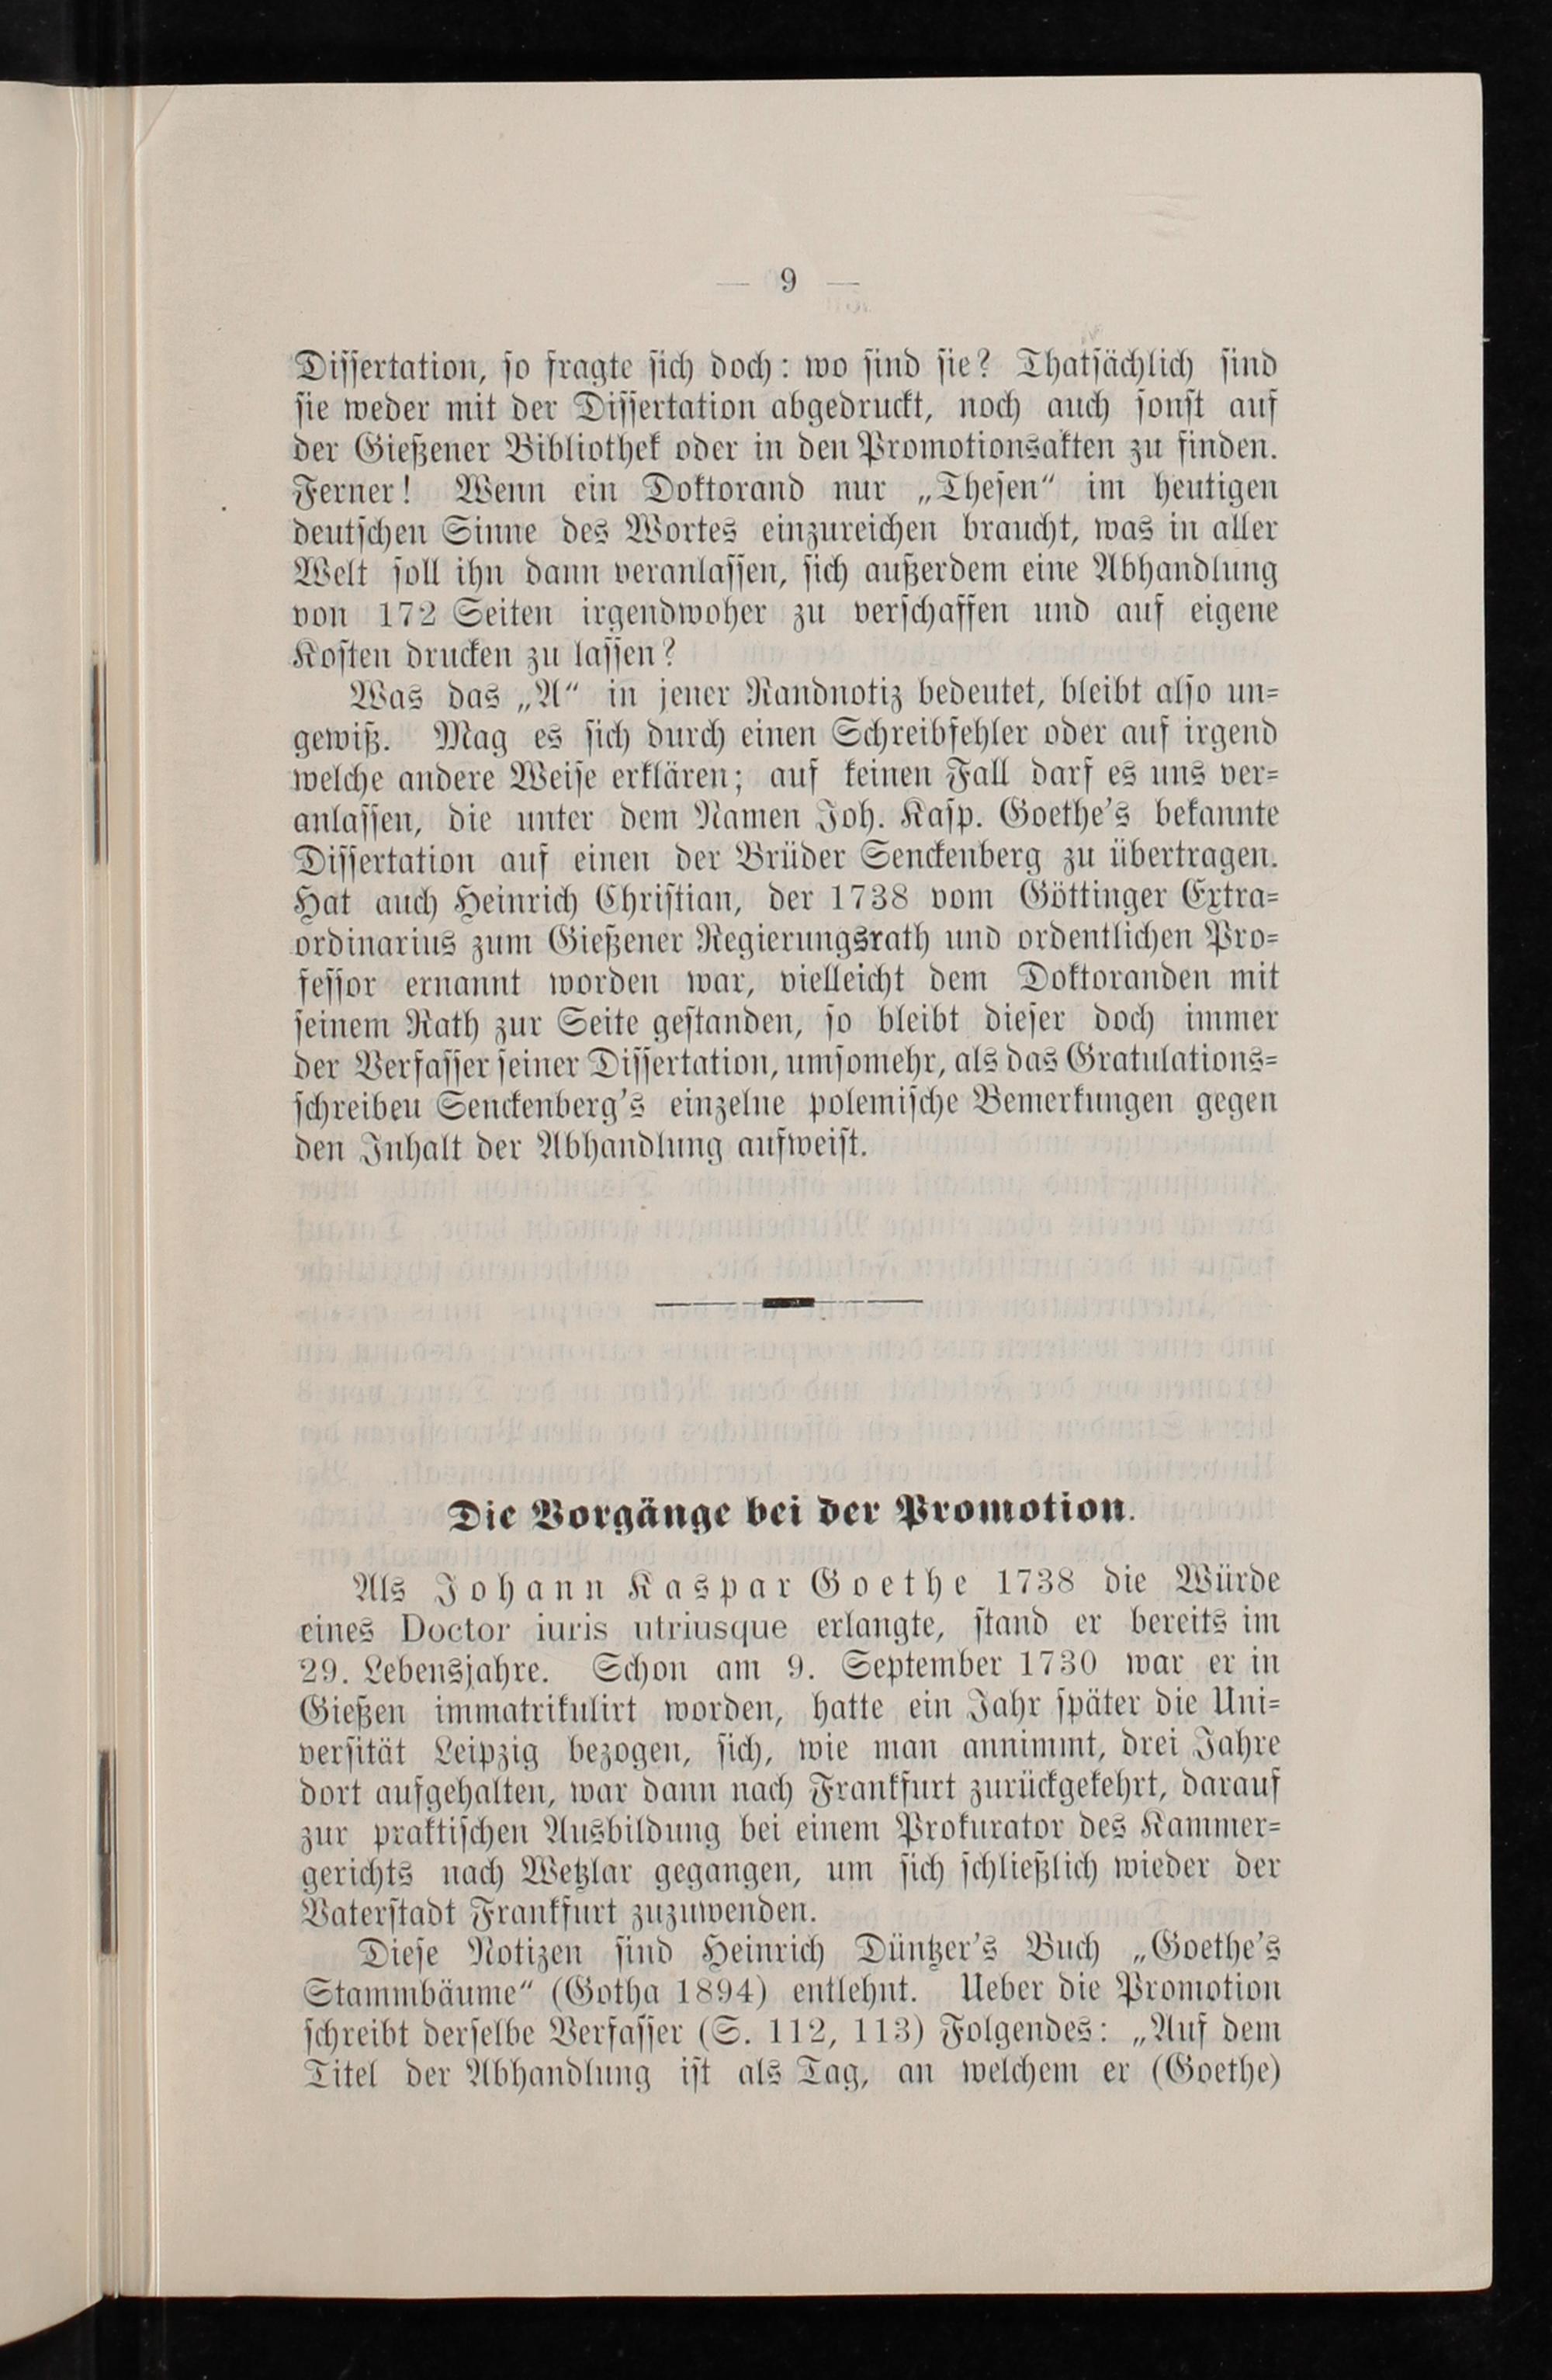 — 9 —
Dissertation, so fragte sich doch: wo sind sie? Thatsächlich sind
sie weder mit der Dissertation abgedruckt, noch auch sonst auf
der Gießener Bibliothek oder in den Promotionsakten zu finden.
Ferner! Wenn ein Doktorand nur „Thesen“ im heutigen
deutschen Sinne des Wortes einzureichen braucht, was in aller
Welt soll ihn dann veranlassen, sich außerdem eine Abhandlung
von 172 Seiten irgendwoher zu verschaffen und auf eigene
Kosten drucken zu lassen?
Was das „A“ in jener Randnotiz bedeutet, bleibt also un-
gewiß. Mag es sich durch einen Schreibfehler oder auf irgend
welche andere Weise erklären; auf keinen Fall darf es uns ver-
anlassen, die unter dem Namen Joh. Kasp. Goethe's bekannte
Dissertation auf einen der Brüder Senckenberg zu übertragen.
Hat auch Heinrich Christian, der 1738 vom Göttinger Extra-
ordinarius zum Gießener Regierungsrath und ordentlichen Pro-
fessor ernannt worden war, vielleicht dem Doktoranden mit
seinem Rath zur Seite gestanden, so bleibt dieser doch immer
der Verfasser seiner Dissertation, umsomehr, als das Gratulations-
schreiben Senckenberg's einzelne polemische Bemerkungen gegen
den Inhalt der Abhandlung aufweist.
Die Vorgänge bei der Promotion.
Als Johann Kaspar Goethe 1738 die Würde
eines Doctor iuris utriusque erlangte, stand er bereits im
29. Lebensjahre. Schon am 9. September 1730 war er in
Gießen immatrikulirt worden, hatte ein Jahr später die Uni-
versität Leipzig bezogen, sich, wie man annimmt, drei Jahre
dort aufgehalten, war dann nach Frankfurt zurückgekehrt, darauf
zur praktischen Ausbildung bei einem Prokurator des Kammer-
gerichts nach Wetzlar gegangen, um sich schließlich wieder der
Vaterstadt Frankfurt zuzuwenden.
Diese Notizen sind Heinrich Düntzer's Buch „Goethe's
Stammbäume“ (Gotha 1894) entlehnt. Ueber die Promotion
schreibt derselbe Verfasser (S. 112, 113) Folgendes: „Auf dem
Titel der Abhandlung ist als Tag, an welchem er (Goethe)